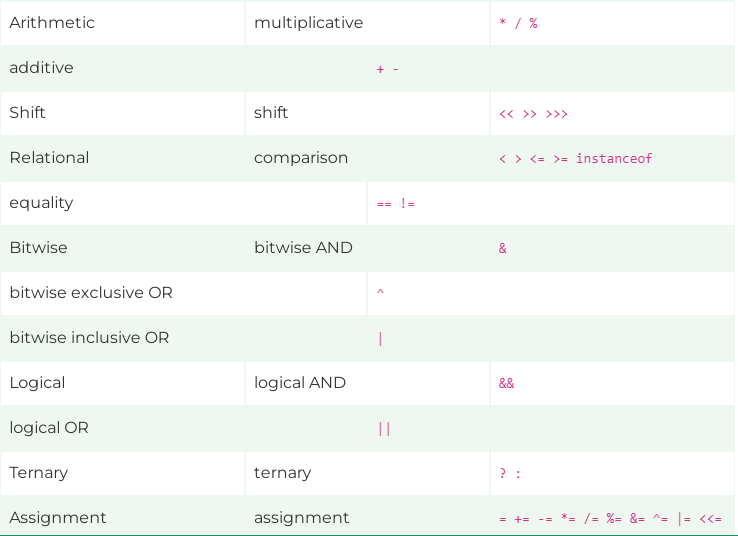 Arithmetic multiplicative * / %
additive + -
Shift shift << >> >>>
Relational comparison < > <= >= instanceof
equality == !=
Bitwise bitwise AND &
bitwise exclusive OR ^
bitwise inclusive OR |
Logical logical AND &&
logical OR ||
Ternary ternary ? :
Assignment assignment = += -= *= /= %= &= ^= |= <<=